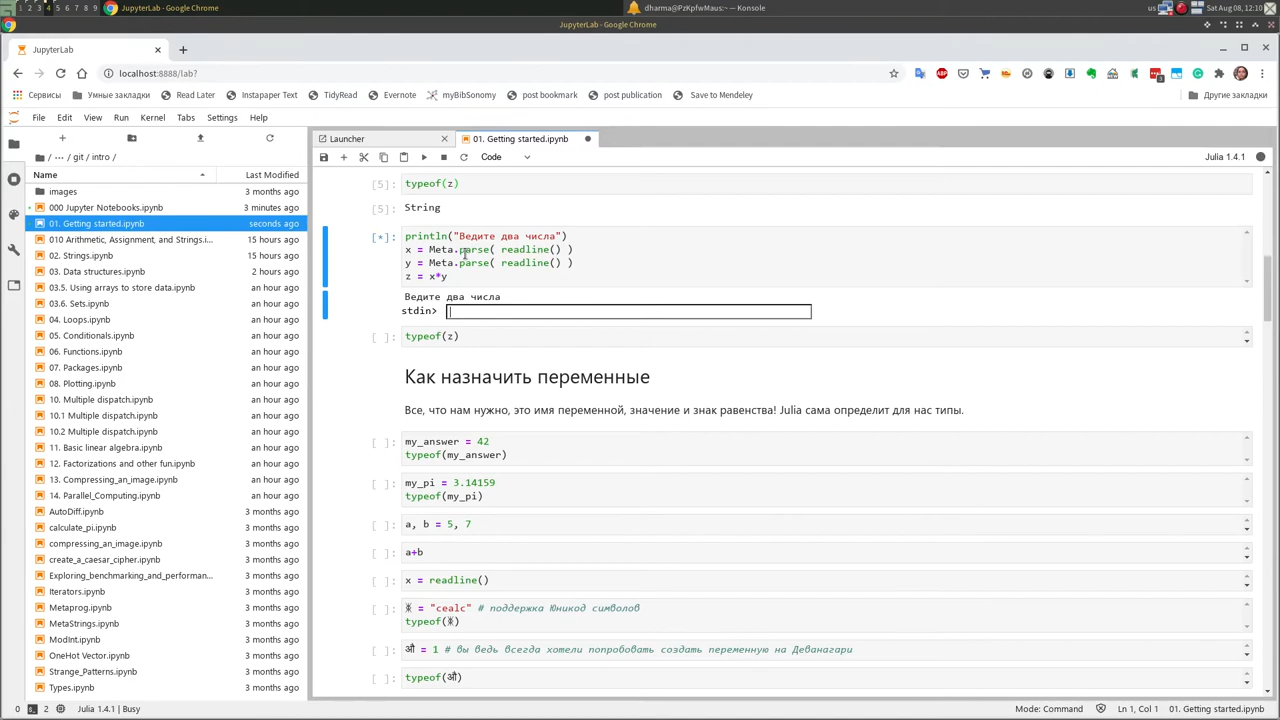 1 2 3 4 5 6 7 8 9
JupyterLab - Google Chrome
dharma@PzKpfwMaus:~ — Konsole
us
Sat Aug 08, 12:10
JupyterLab - Google Chrome
JupyterLab
localhost:8888/lab?
Сервисы
Умные закладки
Read Later
Instapaper Text
TidyRead
Evernote
myBibSonomy
post bookmark
post publication
Save to Mendeley
Другие закладки
File Edit View Run Kernel Tabs Settings Help
Launcher
01. Getting started.ipynb
/ ··· / git / intro /
Code
Julia 1.4.1
Name Last Modified
images 3 months ago
000 Jupyter Notebooks.ipynb 3 minutes ago
01. Getting started.ipynb seconds ago
010 Arithmetic, Assignment, and Strings.i... 15 hours ago
02. Strings.ipynb 15 hours ago
03. Data structures.ipynb 2 hours ago
03.5. Using arrays to store data.ipynb an hour ago
03.6. Sets.ipynb an hour ago
04. Loops.ipynb an hour ago
05. Conditionals.ipynb an hour ago
06. Functions.ipynb an hour ago
07. Packages.ipynb an hour ago
08. Plotting.ipynb an hour ago
10. Multiple dispatch.ipynb an hour ago
10.1 Multiple dispatch.ipynb an hour ago
10.2 Multiple dispatch.ipynb an hour ago
11. Basic linear algebra.ipynb an hour ago
12. Factorizations and other fun.ipynb an hour ago
13. Compressing_an_image.ipynb an hour ago
14. Parallel_Computing.ipynb an hour ago
AutoDiff.ipynb 3 months ago
calculate_pi.ipynb 3 months ago
compressing_an_image.ipynb 3 months ago
create_a_caesar_cipher.ipynb 3 months ago
Exploring_benchmarking_and_performan... 3 months ago
Iterators.ipynb 3 months ago
Metaprog.ipynb 3 months ago
MetaStrings.ipynb 3 months ago
ModInt.ipynb 3 months ago
OneHot Vector.ipynb 3 months ago
Strange_Patterns.ipynb 3 months ago
Types.ipynb 3 months ago
[5]: typeof(z)
[5]: String
[*]: println("Ведите два числа")
x = Meta.parse( readline() )
y = Meta.parse( readline() )
z = x*y
Ведите два числа
stdin>
[ ]: typeof(z)
Как назначить переменные
Все, что нам нужно, это имя переменной, значение и знак равенства! Julia сама определит для нас типы.
[ ]: my_answer = 42
typeof(my_answer)
[ ]: my_pi = 3.14159
typeof(my_pi)
[ ]: a, b = 5, 7
[ ]: a+b
[ ]: x = readline()
[ ]: = "cealc" # поддержка Юникод символов
typeof( )
[ ]: औ = 1 # вы ведь всегда хотели попробовать создать переменную на Деванагари
[ ]: typeof(औ)
0 2 Julia 1.4.1 | Busy
Mode: Command
Ln 1, Col 1
01. Getting started.ipynb